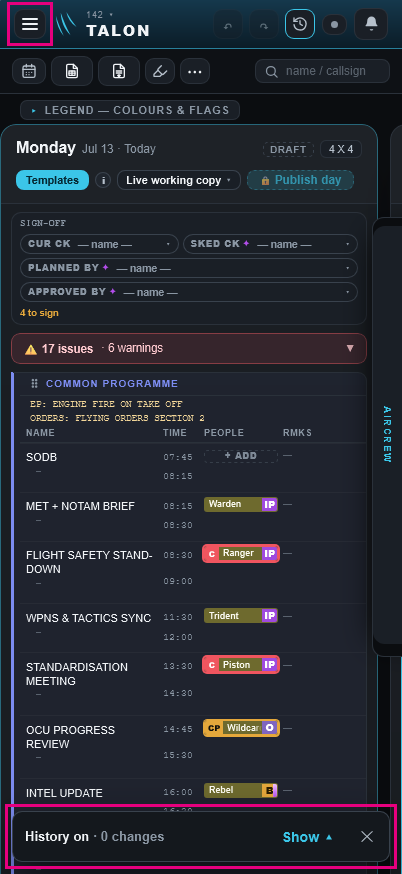 142
TALON
name / callsign
LEGEND — COLOURS & FLAGS
Monday Jul 13 · Today
DRAFT
4 X 4
Templates
i
Live working copy
Publish day
SIGN-OFF
CUR CK — name —
SKED CK — name —
PLANNED BY — name —
APPROVED BY — name —
4 to sign
17 issues · 6 warnings
COMMON PROGRAMME
EP: ENGINE FIRE ON TAKE OFF
ORDERS: FLYING ORDERS SECTION 2
NAME TIME PEOPLE RMKS
SODB 07:45 + ADD —
– 08:15
MET + NOTAM BRIEF 08:15 Warden IP —
– 08:30
FLIGHT SAFETY STAND-DOWN 08:30 C Ranger IP —
– 09:00
WPNS & TACTICS SYNC 11:30 Trident IP —
– 12:00
STANDARDISATION MEETING 13:30 C Piston IP —
– 14:30
OCU PROGRESS REVIEW 14:45 CP Wildcar O —
– 15:30
INTEL UPDATE 16:00 Rebel B —
AIRCREW
History on · 0 changes
Show